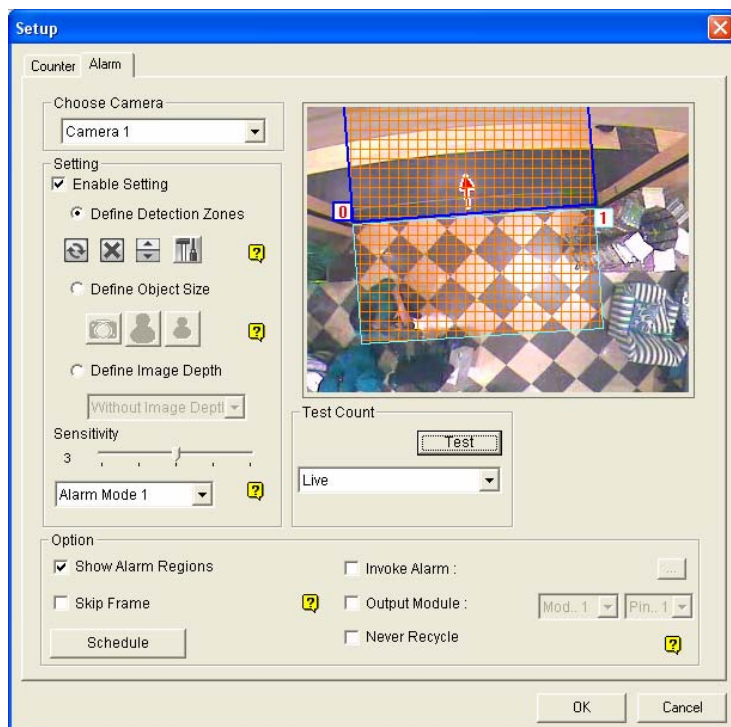 Setup
Counter
Alarm
Choose Camera
Camera 1
Setting
Enable Setting
Define Detection Zones
?
Define Object Size
?
Define Image Depth
Without Image Dept
Sensitivity
3
Alarm Mode 1
?
0
1
Test Count
Test
Live
Option
Show Alarm Regions
Skip Frame
?
Schedule
Invoke Alarm :
...
Output Module :
Mod.. 1
Pin.. 1
Never Recycle
?
OK
Cancel